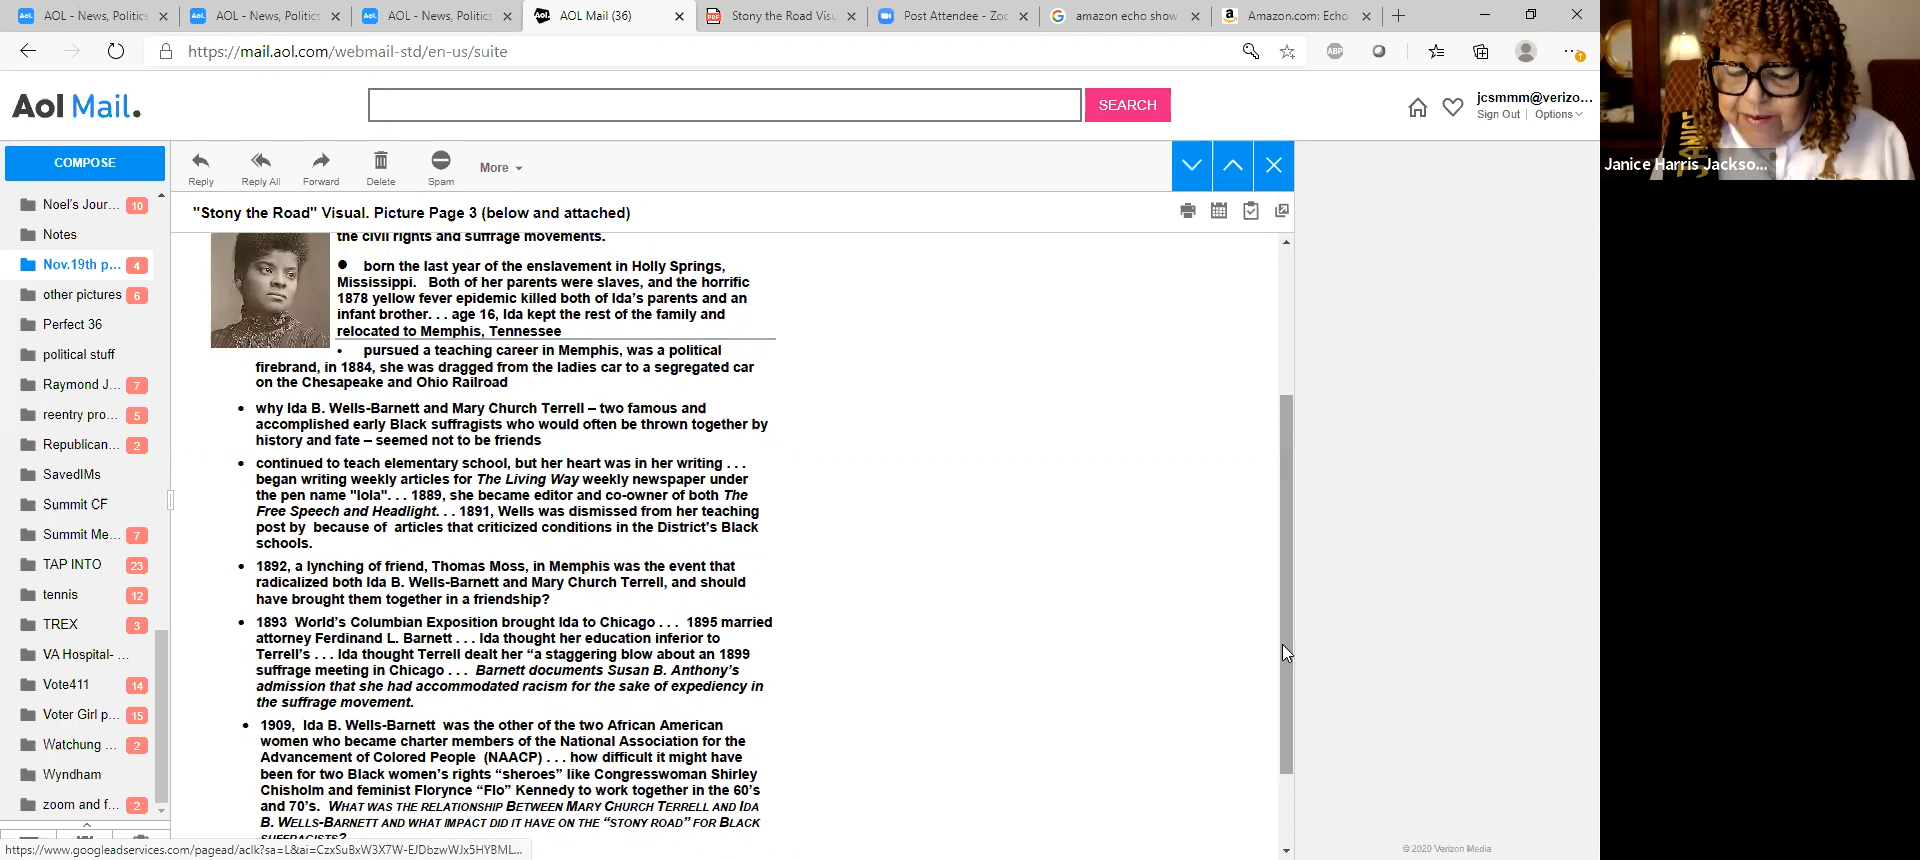 AOL - News, Politics
AOL - News, Politics
AOL - News, Politics
AOL Mail (36)
Stony the Road Visu
Post Attendee - Zoo
amazon echo show
Amazon.com: Echo
https://mail.aol.com/webmail-std/en-us/suite
ABP
Aol Mail.
SEARCH
jcsmmm@verizo...
Sign Out
Options
COMPOSE
Reply
Reply All
Forward
Delete
Spam
More
Noel's Jour... 10
Notes
Nov.19th p... 4
other pictures 6
Perfect 36
political stuff
Raymond J... 7
reentry pro... 5
Republican... 2
SavedIMs
Summit CF
Summit Me... 7
TAP INTO 23
tennis 12
TREX 3
VA Hospital- ...
Vote411 14
Voter Girl p... 15
Watchung ... 2
Wyndham
zoom and f... 2
"Stony the Road" Visual. Picture Page 3 (below and attached)
the civil rights and suffrage movements.
● born the last year of the enslavement in Holly Springs,
Mississippi. Both of her parents were slaves, and the horrific
1878 yellow fever epidemic killed both of Ida's parents and an
infant brother. . . age 16, Ida kept the rest of the family and
relocated to Memphis, Tennessee
• pursued a teaching career in Memphis, was a political
firebrand, in 1884, she was dragged from the ladies car to a segregated car
on the Chesapeake and Ohio Railroad
• why Ida B. Wells-Barnett and Mary Church Terrell – two famous and
accomplished early Black suffragists who would often be thrown together by
history and fate – seemed not to be friends
• continued to teach elementary school, but her heart was in her writing . . .
began writing weekly articles for The Living Way weekly newspaper under
the pen name "Iola". . . 1889, she became editor and co-owner of both The
Free Speech and Headlight. . . 1891, Wells was dismissed from her teaching
post by because of articles that criticized conditions in the District's Black
schools.
• 1892, a lynching of friend, Thomas Moss, in Memphis was the event that
radicalized both Ida B. Wells-Barnett and Mary Church Terrell, and should
have brought them together in a friendship?
• 1893 World's Columbian Exposition brought Ida to Chicago . . . 1895 married
attorney Ferdinand L. Barnett . . . Ida thought her education inferior to
Terrell's . . . Ida thought Terrell dealt her "a staggering blow about an 1899
suffrage meeting in Chicago . . . Barnett documents Susan B. Anthony's
admission that she had accommodated racism for the sake of expediency in
the suffrage movement.
• 1909, Ida B. Wells-Barnett was the other of the two African American
women who became charter members of the National Association for the
Advancement of Colored People (NAACP) . . . how difficult it might have
been for two Black women's rights "sheroes" like Congresswoman Shirley
Chisholm and feminist Florynce "Flo" Kennedy to work together in the 60's
and 70's. WHAT WAS THE RELATIONSHIP BETWEEN MARY CHURCH TERRELL AND IDA
B. WELLS-BARNETT AND WHAT IMPACT DID IT HAVE ON THE "STONY ROAD" FOR BLACK
SUFFRAGISTS?
https://www.googleadservices.com/pagead/aclk?sa=L&ai=CzxSuBxW3X7W-EJDbzwWJx5HYBML...
© 2020 Verizon Media
Janice Harris Jackso...